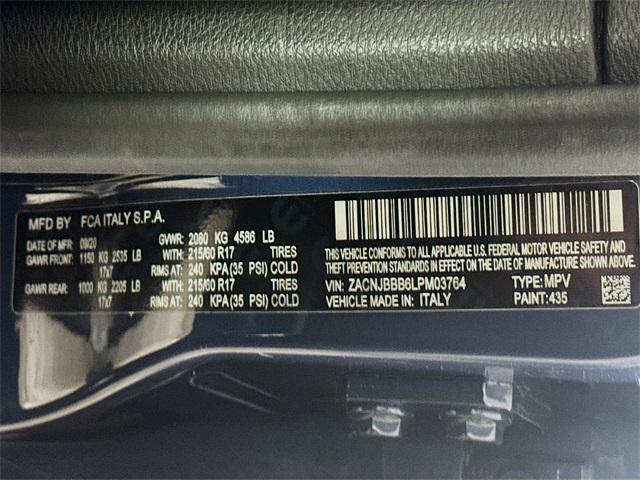 MFD BY FCA ITALY S.P.A.
DATE OF MFR: 09/20 GVWR: 2080 KG 4586 LB
GAWR FRONT: 1150 KG 2535 LB WITH: 215/60 R17 TIRES
17x7 RIMS AT: 240 KPA(35 PSI) COLD
GAWR REAR: 1000 KG 2205 LB WITH: 215/60 R17 TIRES
17x7 RIMS AT: 240 KPA(35 PSI) COLD
THIS VEHICLE CONFORMS TO ALL APPLICABLE U.S. FEDERAL MOTOR VEHICLE SAFETY AND
THEFT PREVENTION STANDARDS IN EFFECT ON THE DATE OF MANUFACTURE SHOWN ABOVE.
VIN: ZACNJBBB6LPM03764 TYPE: MPV
VEHICLE MADE IN: ITALY PAINT: 435